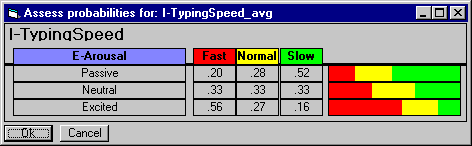 Assess probabilities for: I-TypingSpeed_avg
I-TypingSpeed
E-Arousal Fast Normal Slow
Passive .20 .28 .52
Neutral .33 .33 .33
Excited .56 .27 .16
Ok Cancel